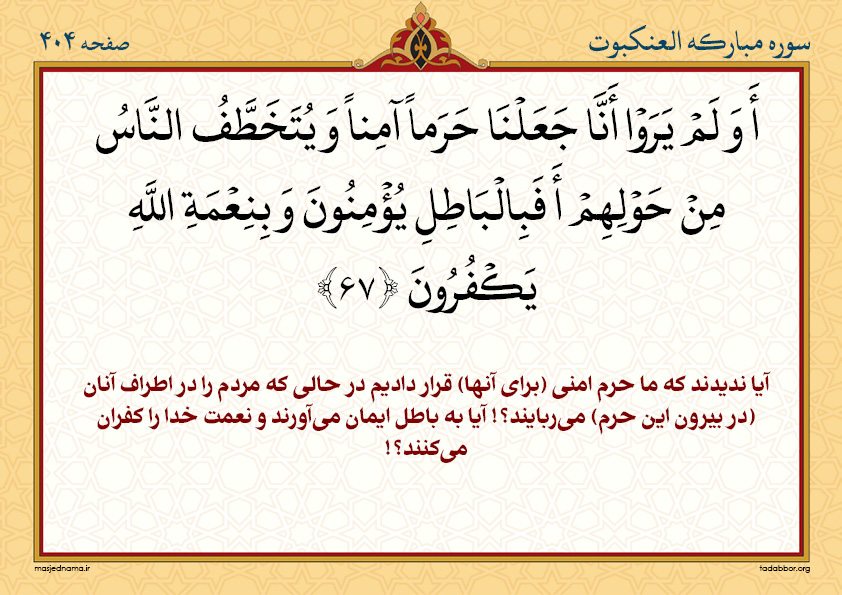 سوره مبارکه العنکبوت
صفحه ۴۰۴
أَ وَ لَمْ يَرَوْا أَنَّا جَعَلْنَا حَرَماً آمِناً وَ يُتَخَطَّفُ النَّاسُ
مِنْ حَوْلِهِمْ أَ فَبِالْبَاطِلِ يُؤْمِنُونَ وَ بِنِعْمَةِ اللَّهِ
يَكْفُرُونَ ﴿۶۷﴾
آیا ندیدند که ما حرم امنی (برای آنها) قرار دادیم در حالی که مردم را در اطراف آنان
(در بیرون این حرم) می‌ربایند؟! آیا به باطل ایمان می‌آورند و نعمت خدا را کفران
می‌کنند؟!
masjednama.ir
tadabbor.org